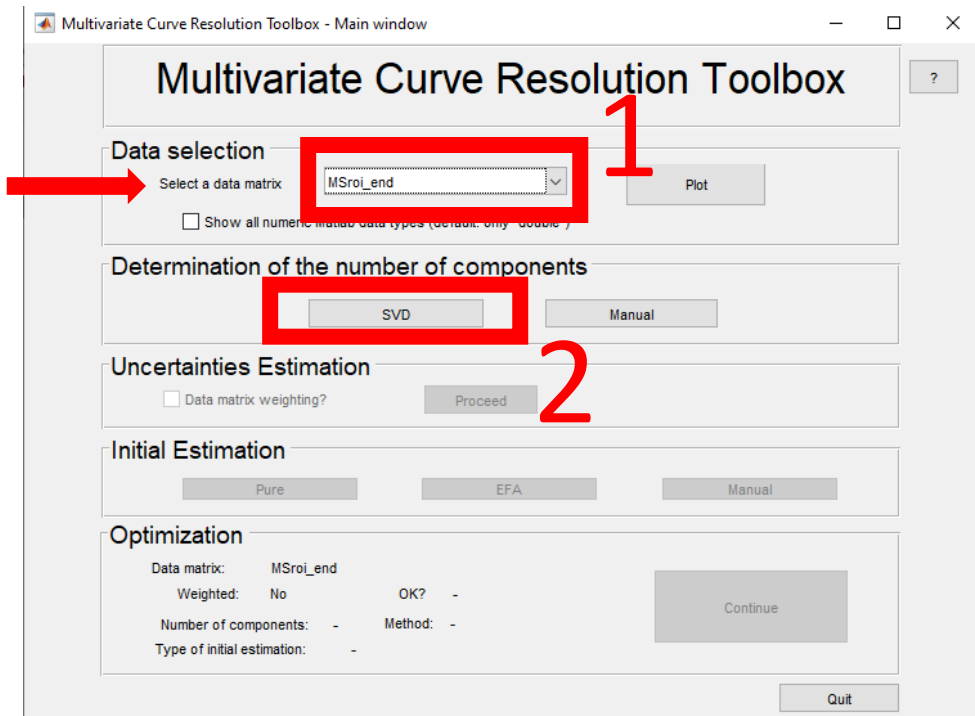 Multivariate Curve Resolution Toolbox - Main window
Multivariate Curve Resolution Toolbox
?
1
Data selection
Select a data matrix MSroi_end Plot
Show all numeric Matlab data types (default: only "double")
Determination of the number of components
SVD Manual
2
Uncertainties Estimation
Data matrix weighting? Proceed
Initial Estimation
Pure EFA Manual
Optimization
Data matrix: MSroi_end
Weighted: No OK? -
Continue
Number of components: - Method: -
Type of initial estimation: -
Quit